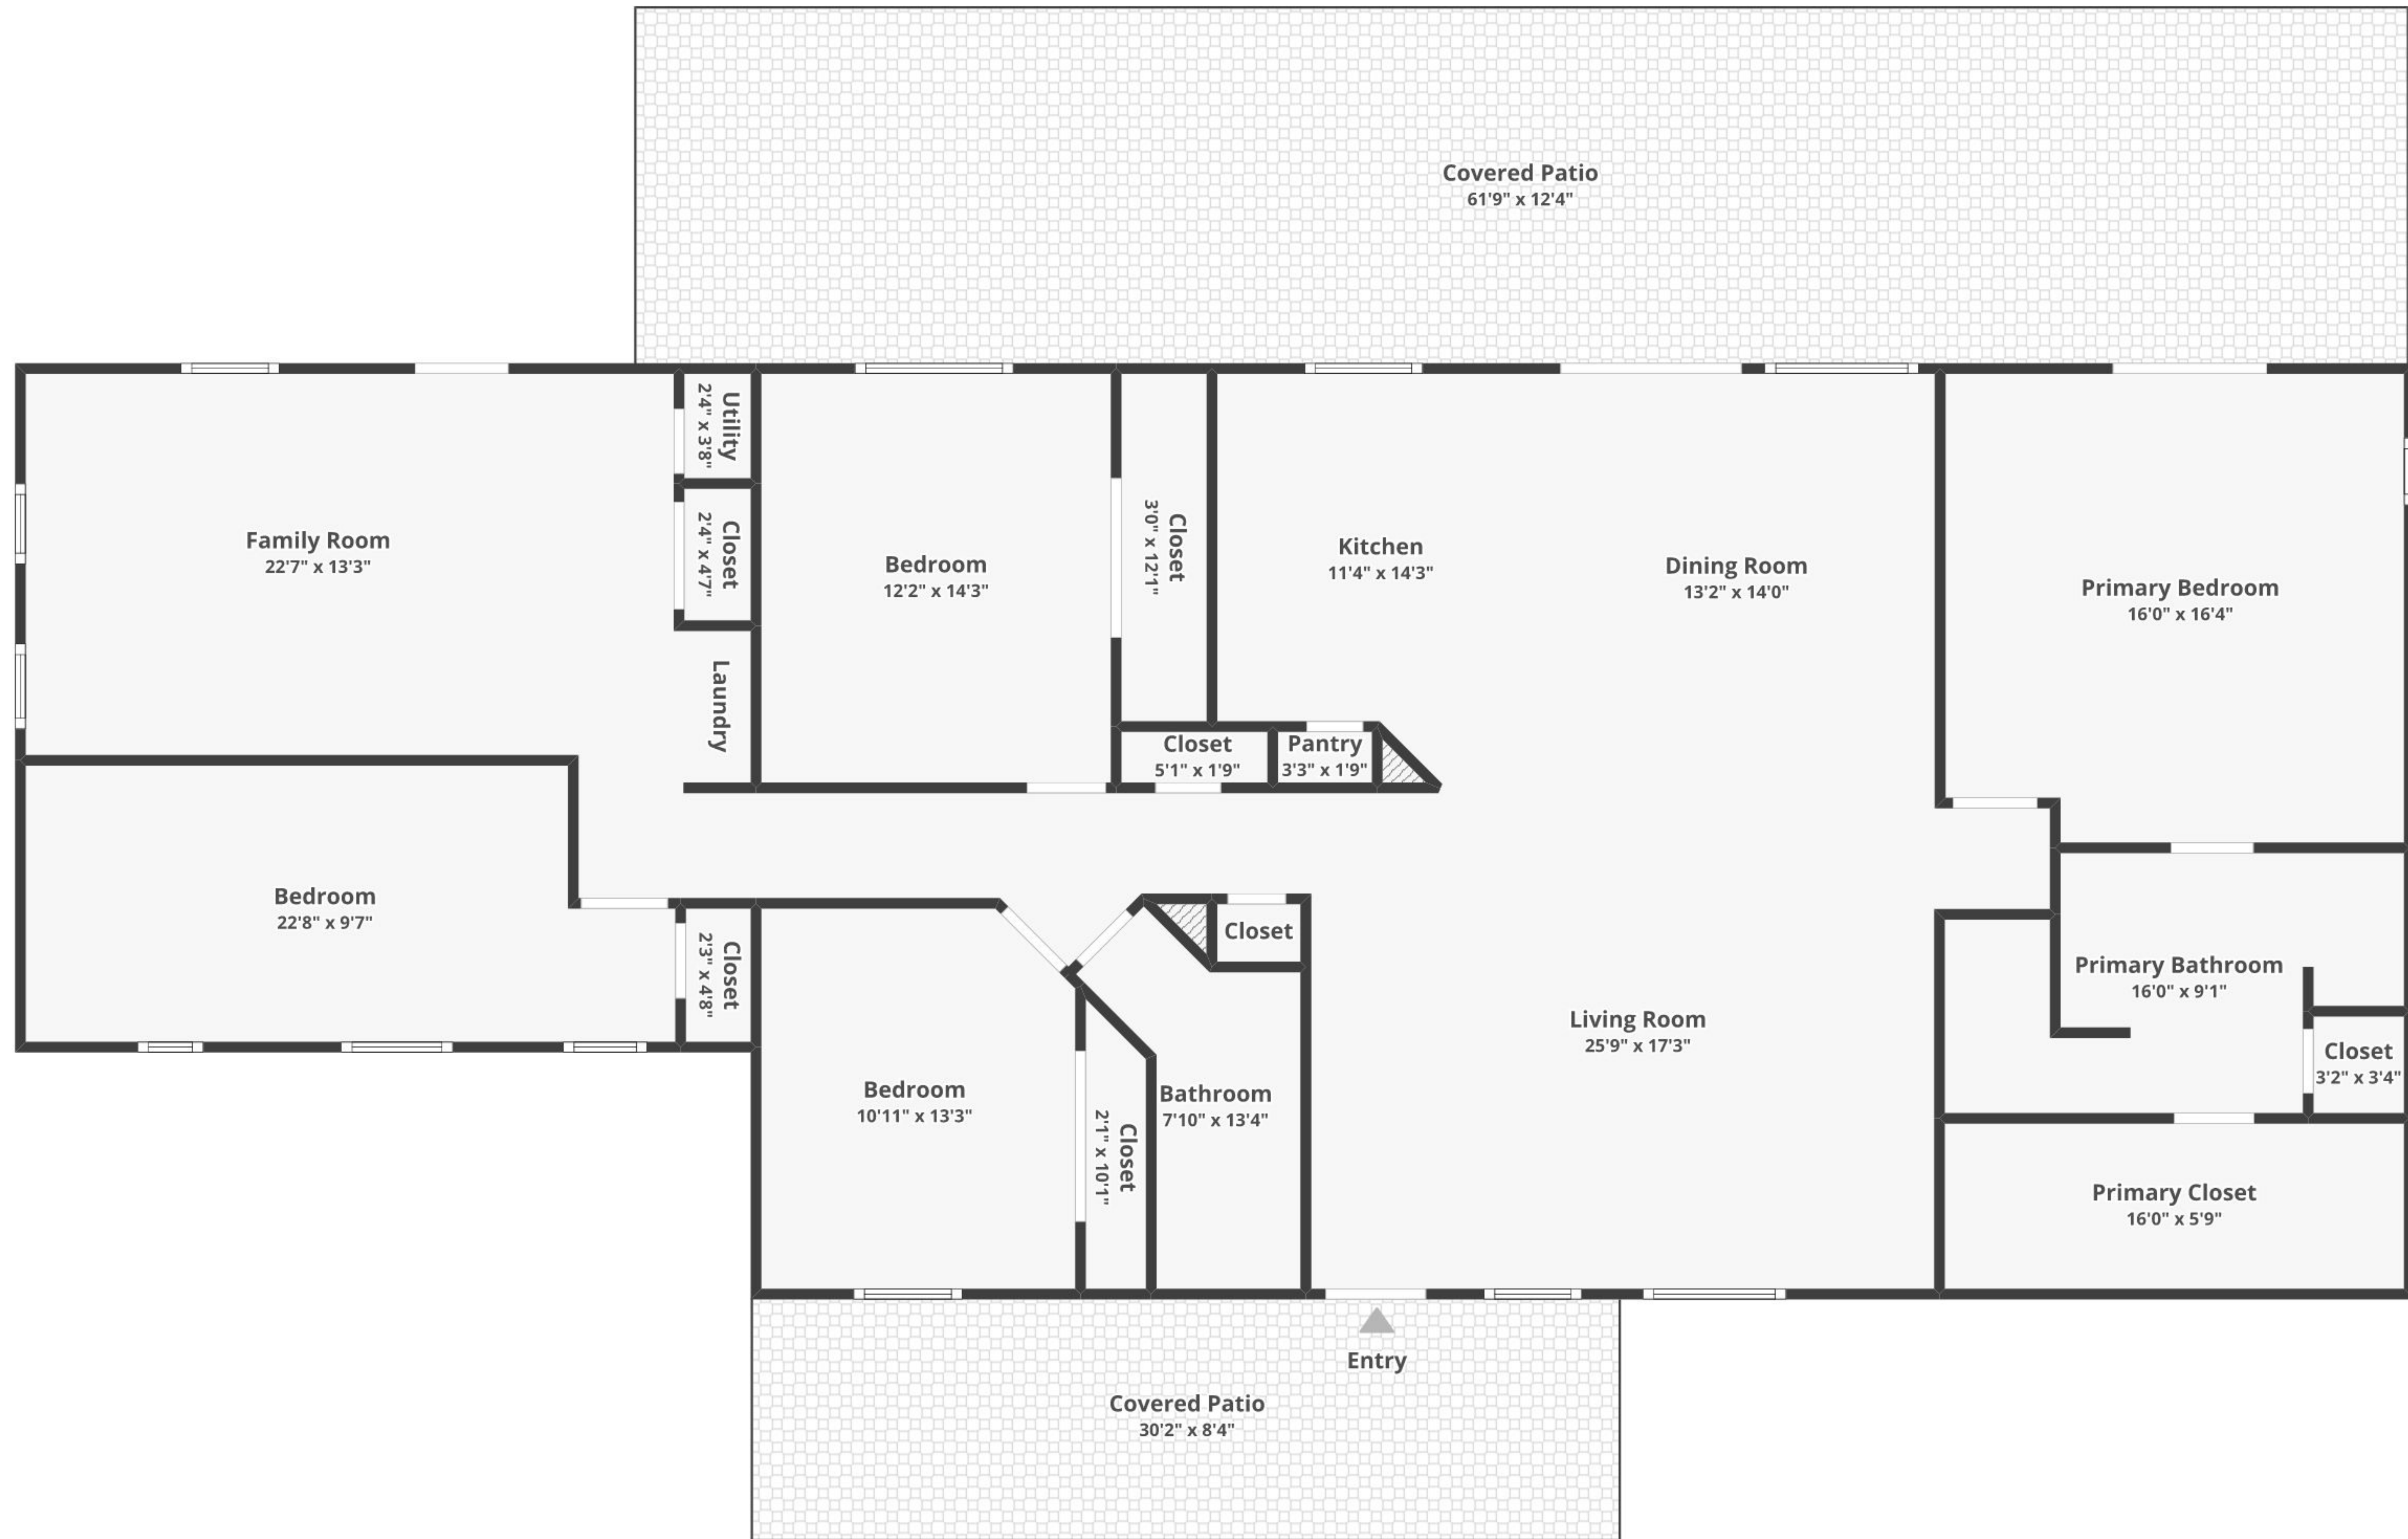 Covered Patio
61'9" x 12'4"
Utility
2'4" x 3'8"
Closet
2'4" x 4'7"
Laundry
Family Room
22'7" x 13'3"
Bedroom
12'2" x 14'3"
Closet
3'0" x 12'1"
Kitchen
11'4" x 14'3"
Dining Room
13'2" x 14'0"
Primary Bedroom
16'0" x 16'4"
Closet
5'1" x 1'9"
Pantry
3'3" x 1'9"
Bedroom
22'8" x 9'7"
Closet
2'3" x 4'8"
Closet
Primary Bathroom
16'0" x 9'1"
Living Room
25'9" x 17'3"
Closet
3'2" x 3'4"
Bedroom
10'11" x 13'3"
Closet
2'1" x 10'1"
Bathroom
7'10" x 13'4"
Primary Closet
16'0" x 5'9"
Entry
Covered Patio
30'2" x 8'4"